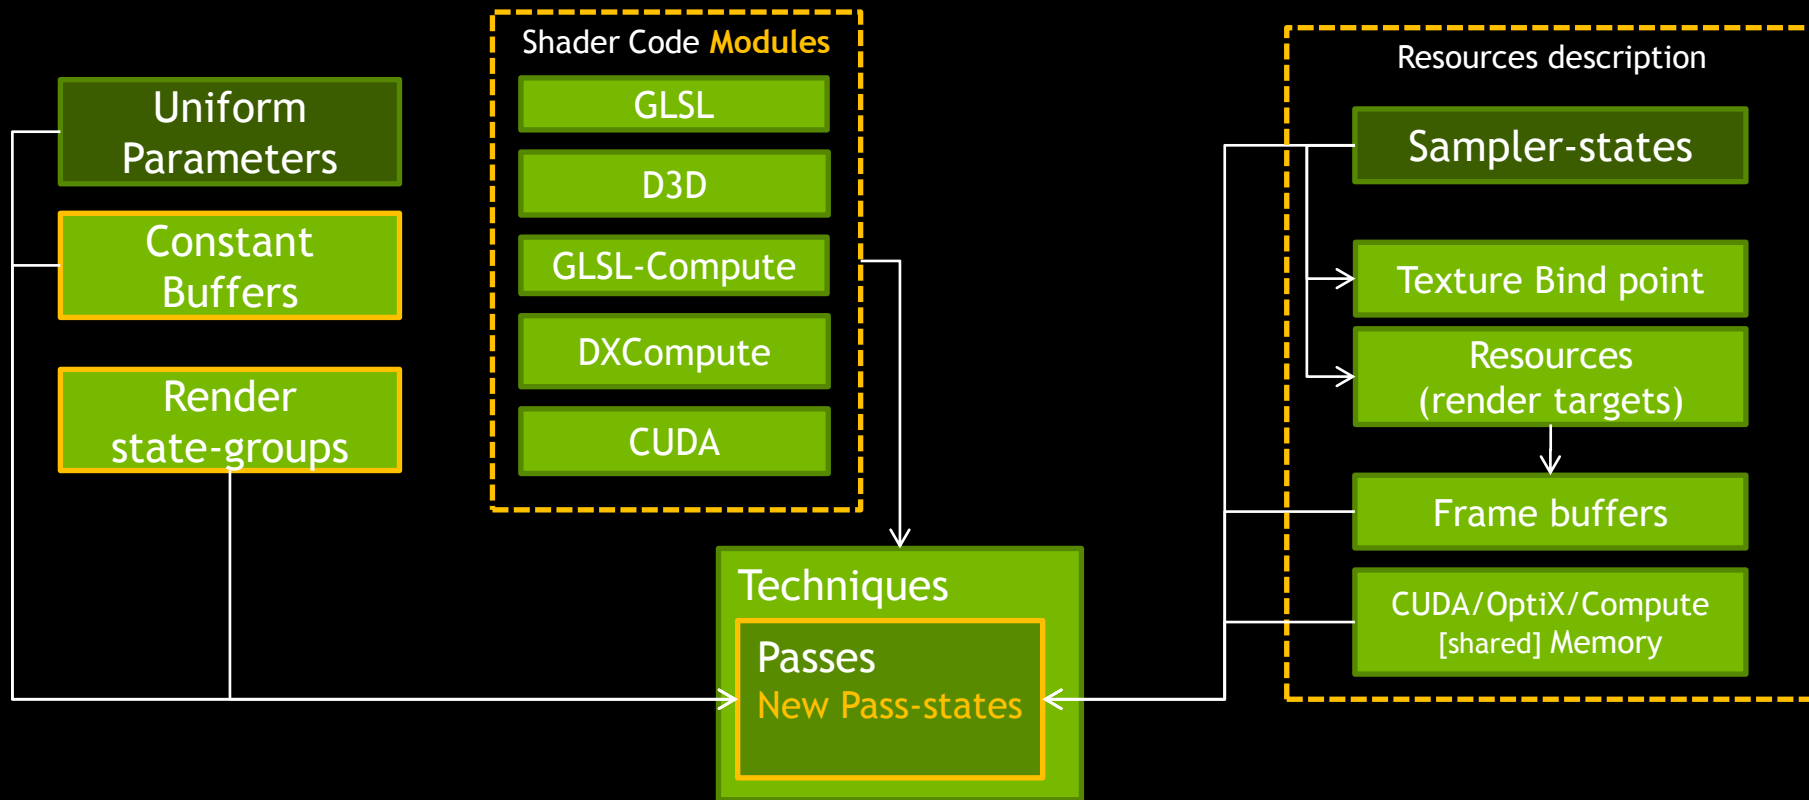 Uniform
Parameters
Constant
Buffers
Render
state-groups
Shader Code Modules
GLSL
D3D
GLSL-Compute
DXCompute
CUDA
Techniques
Passes
New Pass-states
Resources description
Sampler-states
Texture Bind point
Resources
(render targets)
Frame buffers
CUDA/OptiX/Compute
[shared] Memory